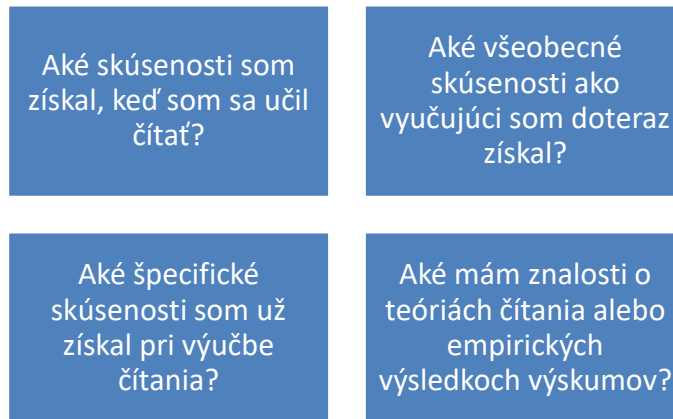 Aké skúsenosti som
získal, keď som sa učil
čítať?
Aké všeobecné
skúsenosti ako
vyučujúci som doteraz
získal?
Aké špecifické
skúsenosti som už
získal pri výučbe
čítania?
Aké mám znalosti o
teóriách čítania alebo
empirických
výsledkoch výskumov?